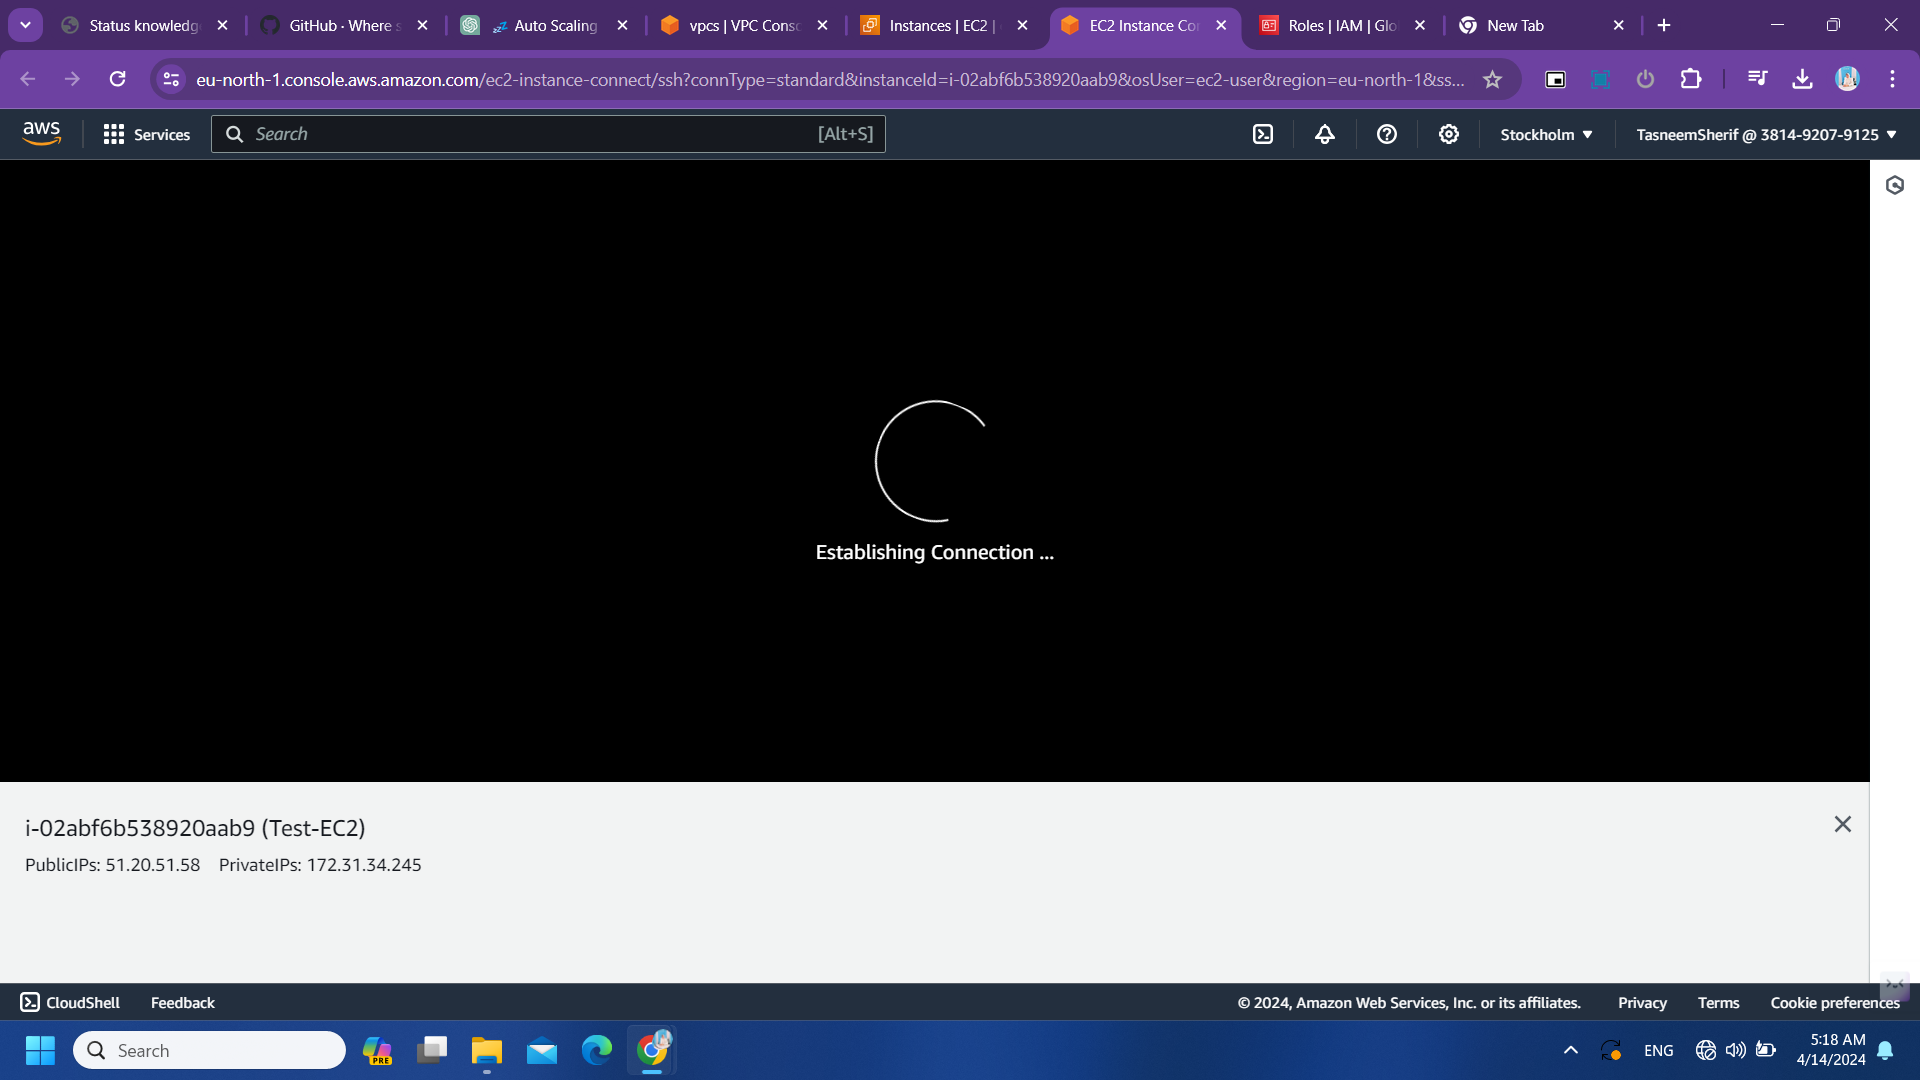 Status knowledg
GitHub · Where s
Auto Scaling
vpcs | VPC Consc
Instances | EC2 |
EC2 Instance Co
Roles | IAM | Glo
New Tab
eu-north-1.console.aws.amazon.com/ec2-instance-connect/ssh?connType=standard&instanceId=i-02abf6b538920aab9&osUser=ec2-user&region=eu-north-1&ss...
aws
Services
Search
[Alt+S]
Stockholm
TasneemSherif @ 3814-9207-9125
Establishing Connection ...
i-02abf6b538920aab9 (Test-EC2)
PublicIPs: 51.20.51.58 PrivateIPs: 172.31.34.245
CloudShell
Feedback
© 2024, Amazon Web Services, Inc. or its affiliates.
Privacy
Terms
Cookie preferences
Search
PRE
ENG
5:18 AM
4/14/2024